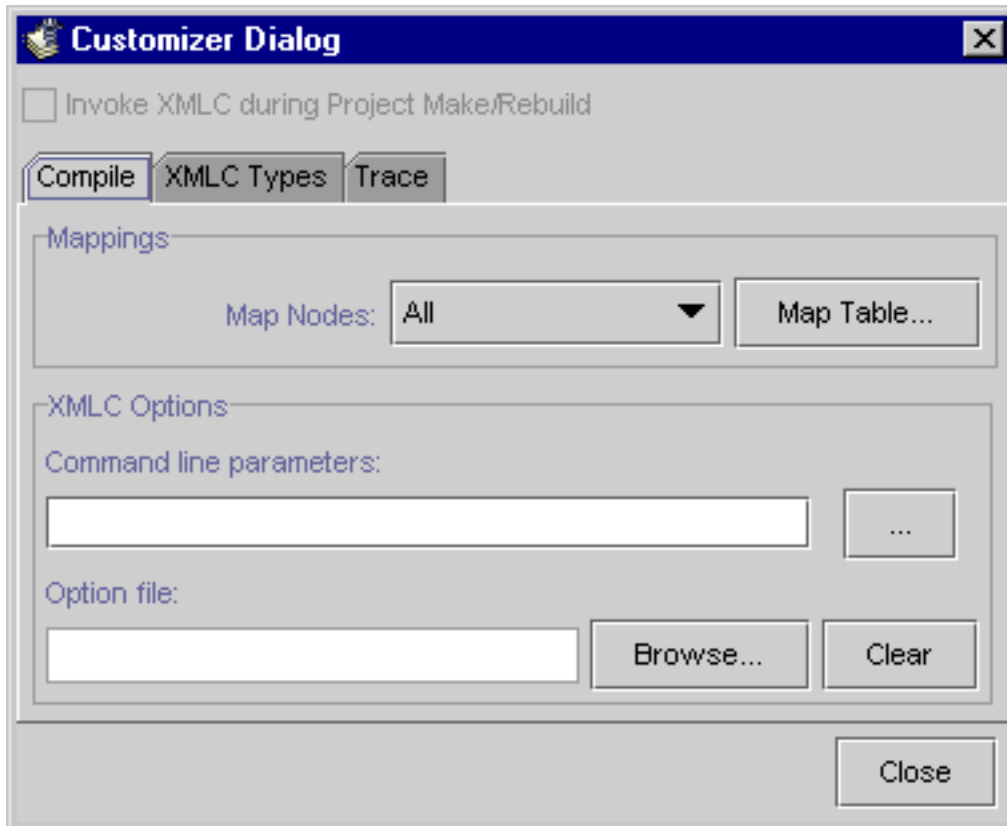 Customizer Dialog
Invoke XMLC during Project Make/Rebuild
Compile XMLC Types Trace
Mappings
Map Nodes: All Map Table...
XMLC Options
Command line parameters:
...
Option file:
Browse... Clear
Close